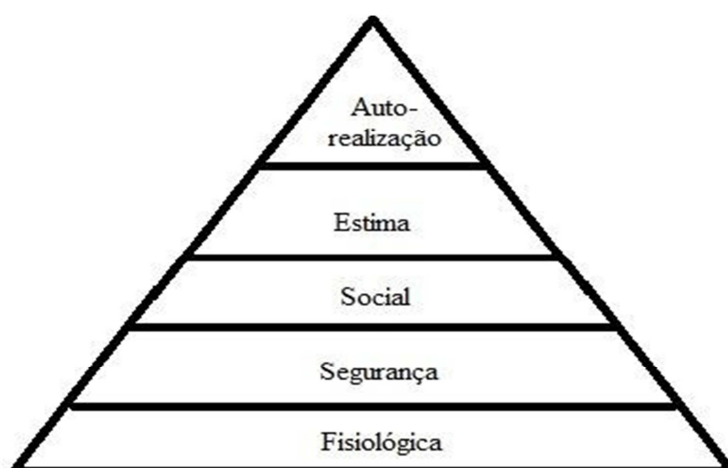 Auto-
realização
Estima
Social
Segurança
Fisiológica